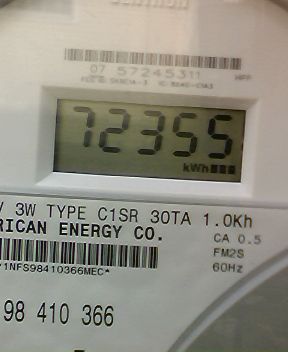 07 57245311
72355
kWh
V 3W TYPE C1SR 30TA 1.0Kh
RICAN ENERGY CO.
CA 0.5
FM2S
60Hz
*1NFS98410366MEC*
98 410 366